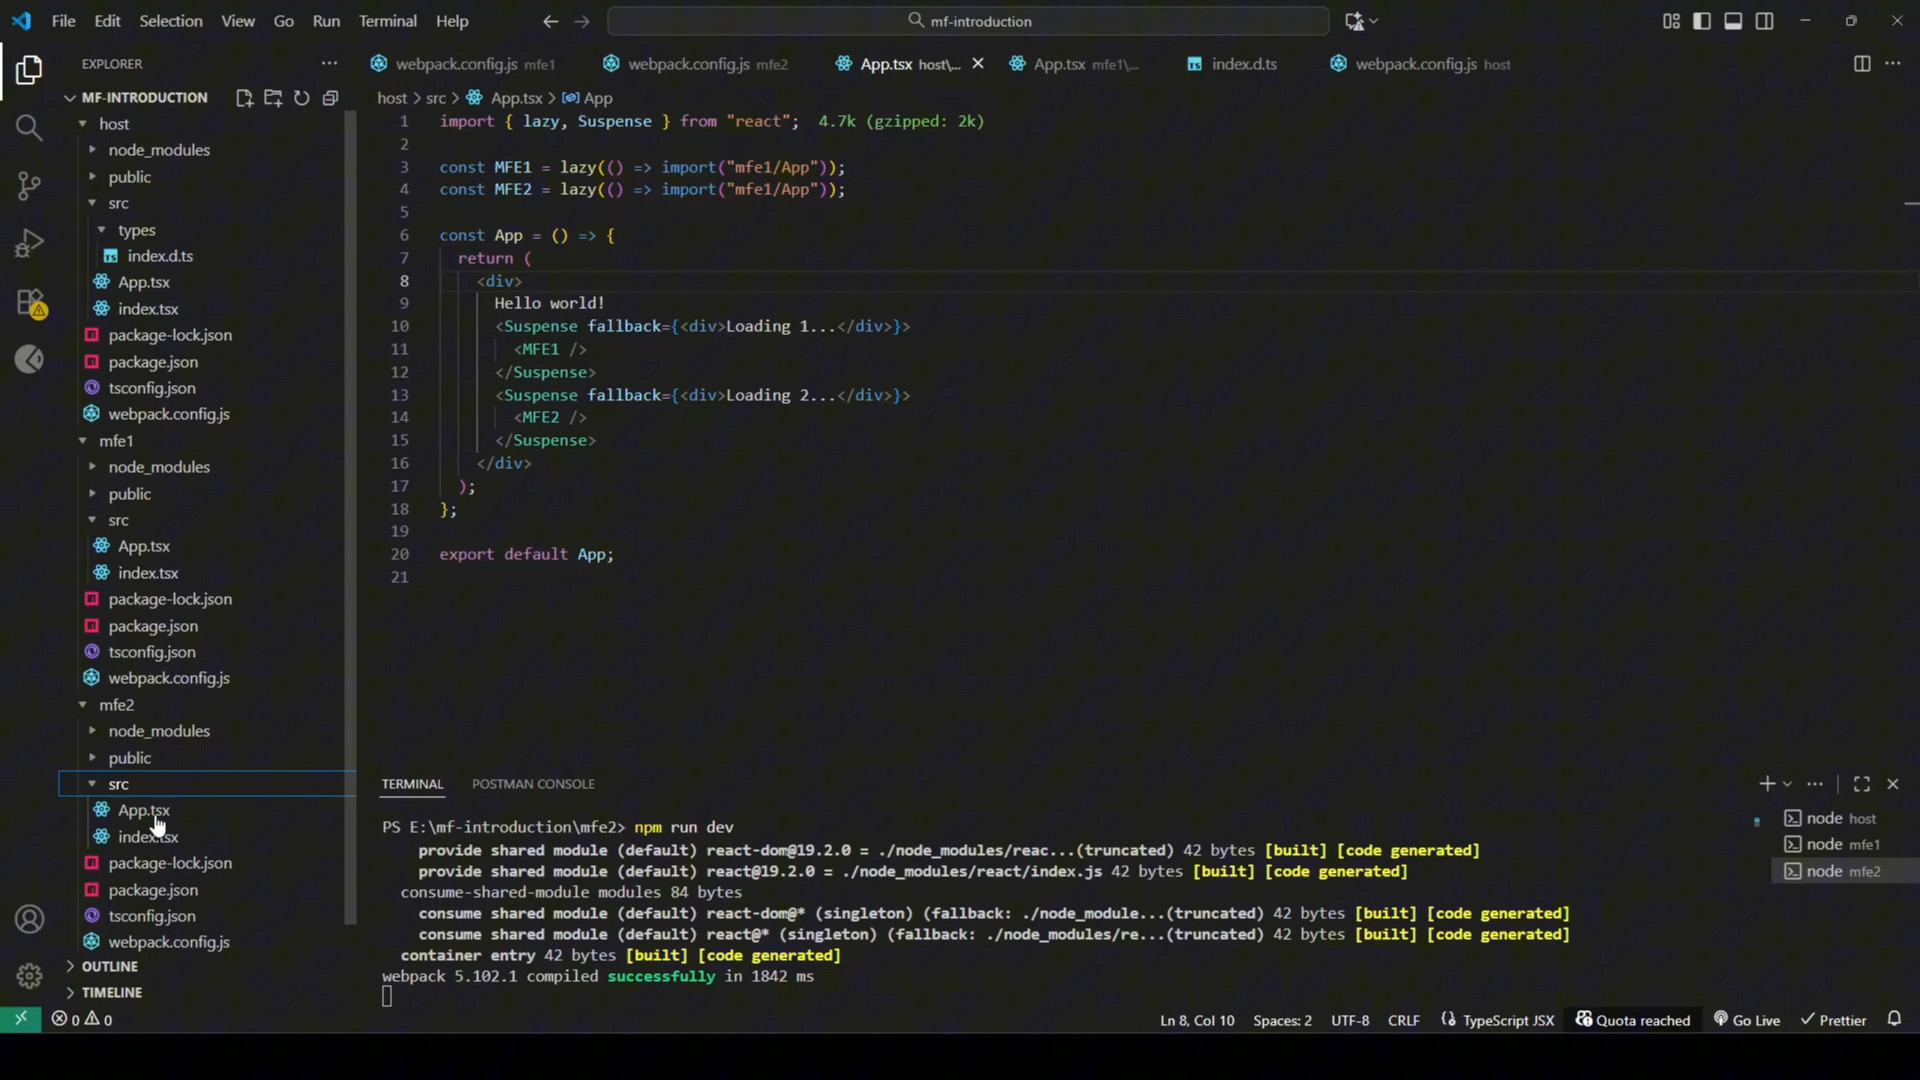 File Edit Selection View Go Run Terminal Help
mf-introduction
EXPLORER
MF-INTRODUCTION
host
node_modules
public
src
types
index.d.ts
App.tsx
index.tsx
package-lock.json
package.json
tsconfig.json
webpack.config.js
mfe1
node_modules
public
src
App.tsx
index.tsx
package-lock.json
package.json
tsconfig.json
webpack.config.js
mfe2
node_modules
public
src
App.tsx
index.tsx
package-lock.json
package.json
tsconfig.json
webpack.config.js
OUTLINE
TIMELINE
webpack.config.js mfe1
webpack.config.js mfe2
App.tsx host\...
App.tsx mfe1\...
index.d.ts
webpack.config.js host
host > src > App.tsx > App
1 import { lazy, Suspense } from "react"; 4.7k (gzipped: 2k)
2
3 const MFE1 = lazy(() => import("mfe1/App"));
4 const MFE2 = lazy(() => import("mfe1/App"));
5
6 const App = () => {
7 return (
8 <div>
9 Hello world!
10 <Suspense fallback={<div>Loading 1...</div>}>
11 <MFE1 />
12 </Suspense>
13 <Suspense fallback={<div>Loading 2...</div>}>
14 <MFE2 />
15 </Suspense>
16 </div>
17 );
18 };
19
20 export default App;
21
TERMINAL POSTMAN CONSOLE
PS E:\mf-introduction\mfe2> npm run dev
provide shared module (default) react-dom@19.2.0 = ./node_modules/reac...(truncated) 42 bytes [built] [code generated]
provide shared module (default) react@19.2.0 = ./node_modules/react/index.js 42 bytes [built] [code generated]
consume-shared-module modules 84 bytes
consume shared module (default) react-dom@* (singleton) (fallback: ./node_module...(truncated) 42 bytes [built] [code generated]
consume shared module (default) react@* (singleton) (fallback: ./node_modules/re...(truncated) 42 bytes [built] [code generated]
container entry 42 bytes [built] [code generated]
webpack 5.102.1 compiled successfully in 1842 ms
node host
node mfe1
node mfe2
0 0
Ln 8, Col 10 Spaces: 2 UTF-8 CRLF TypeScript JSX Quota reached Go Live Prettier